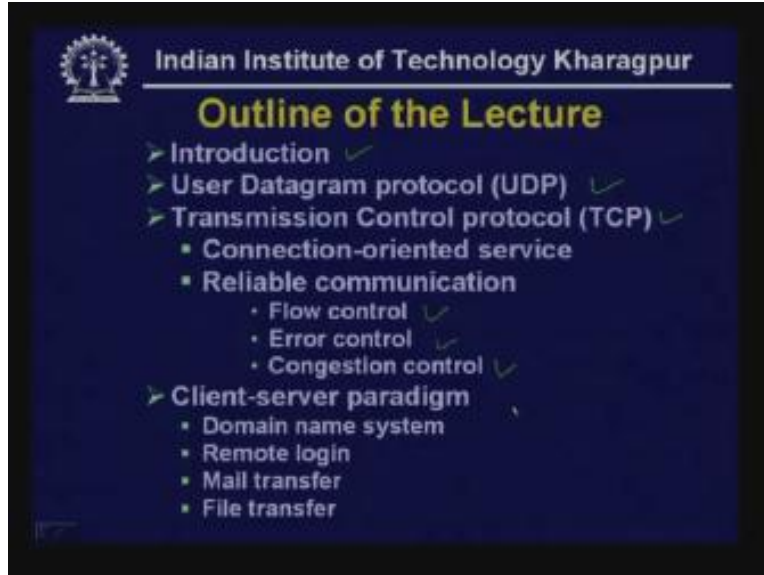 Indian Institute of Technology Kharagpur
Outline of the Lecture
➢ Introduction ✓
➢ User Datagram protocol (UDP) ✓
➢ Transmission Control protocol (TCP) ✓
▪ Connection-oriented service
▪ Reliable communication
• Flow control ✓
• Error control ✓
• Congestion control ✓
➢ Client-server paradigm
▪ Domain name system
▪ Remote login
▪ Mail transfer
▪ File transfer